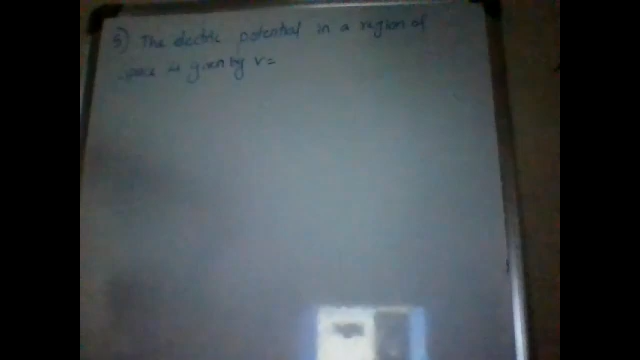 5) The electric potential in a region of
space is given by V=